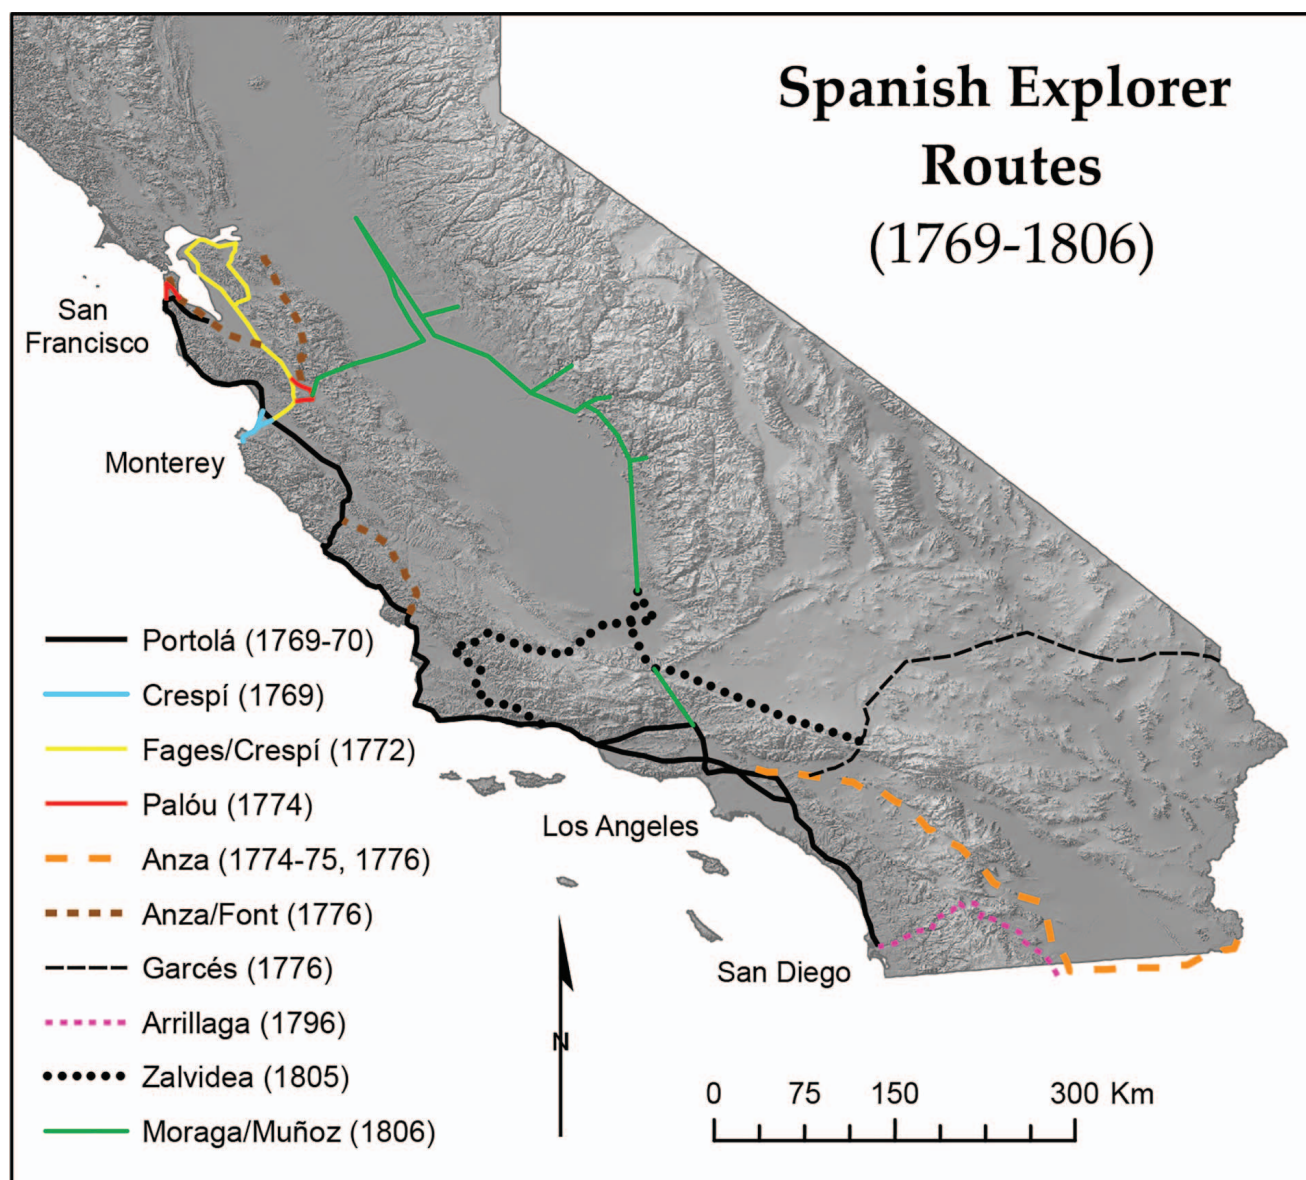 Spanish Explorer
Routes
(1769-1806)
San
Francisco
Monterey
Los Angeles
San Diego
Portolá (1769-70)
Crespí (1769)
Fages/Crespí (1772)
Palóu (1774)
Anza (1774-75, 1776)
Anza/Font (1776)
Garcés (1776)
Arrillaga (1796)
Zalvidea (1805)
Moraga/Muñoz (1806)
N
0 75 150 300 Km